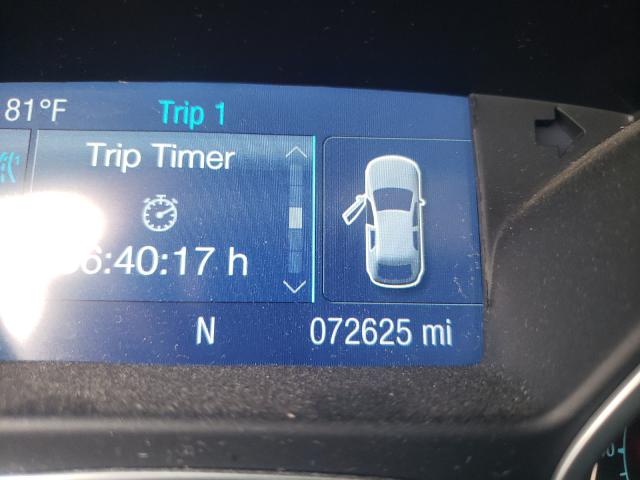 81°F Trip 1
Trip Timer
6:40:17 h
N 072625 mi